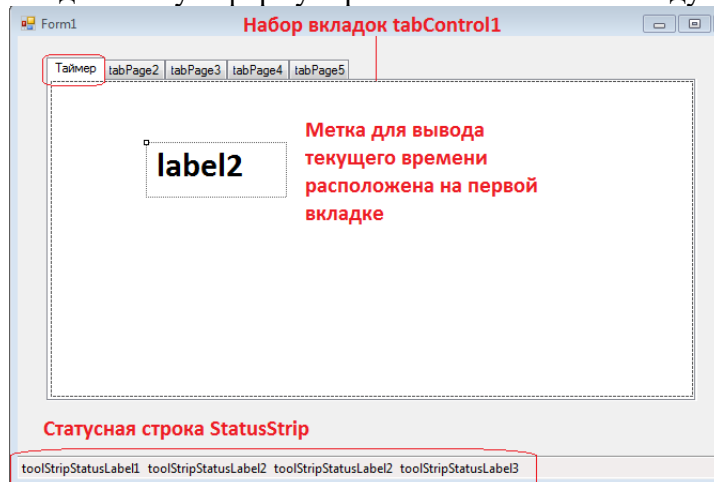 Form1
Набор вкладок tabControl1
Таймер tabPage2 tabPage3 tabPage4 tabPage5
label2
Метка для вывода
текущего времени
расположена на первой
вкладке
Статусная строка StatusStrip
toolStripStatusLabel1 toolStripStatusLabel2 toolStripStatusLabel2 toolStripStatusLabel3